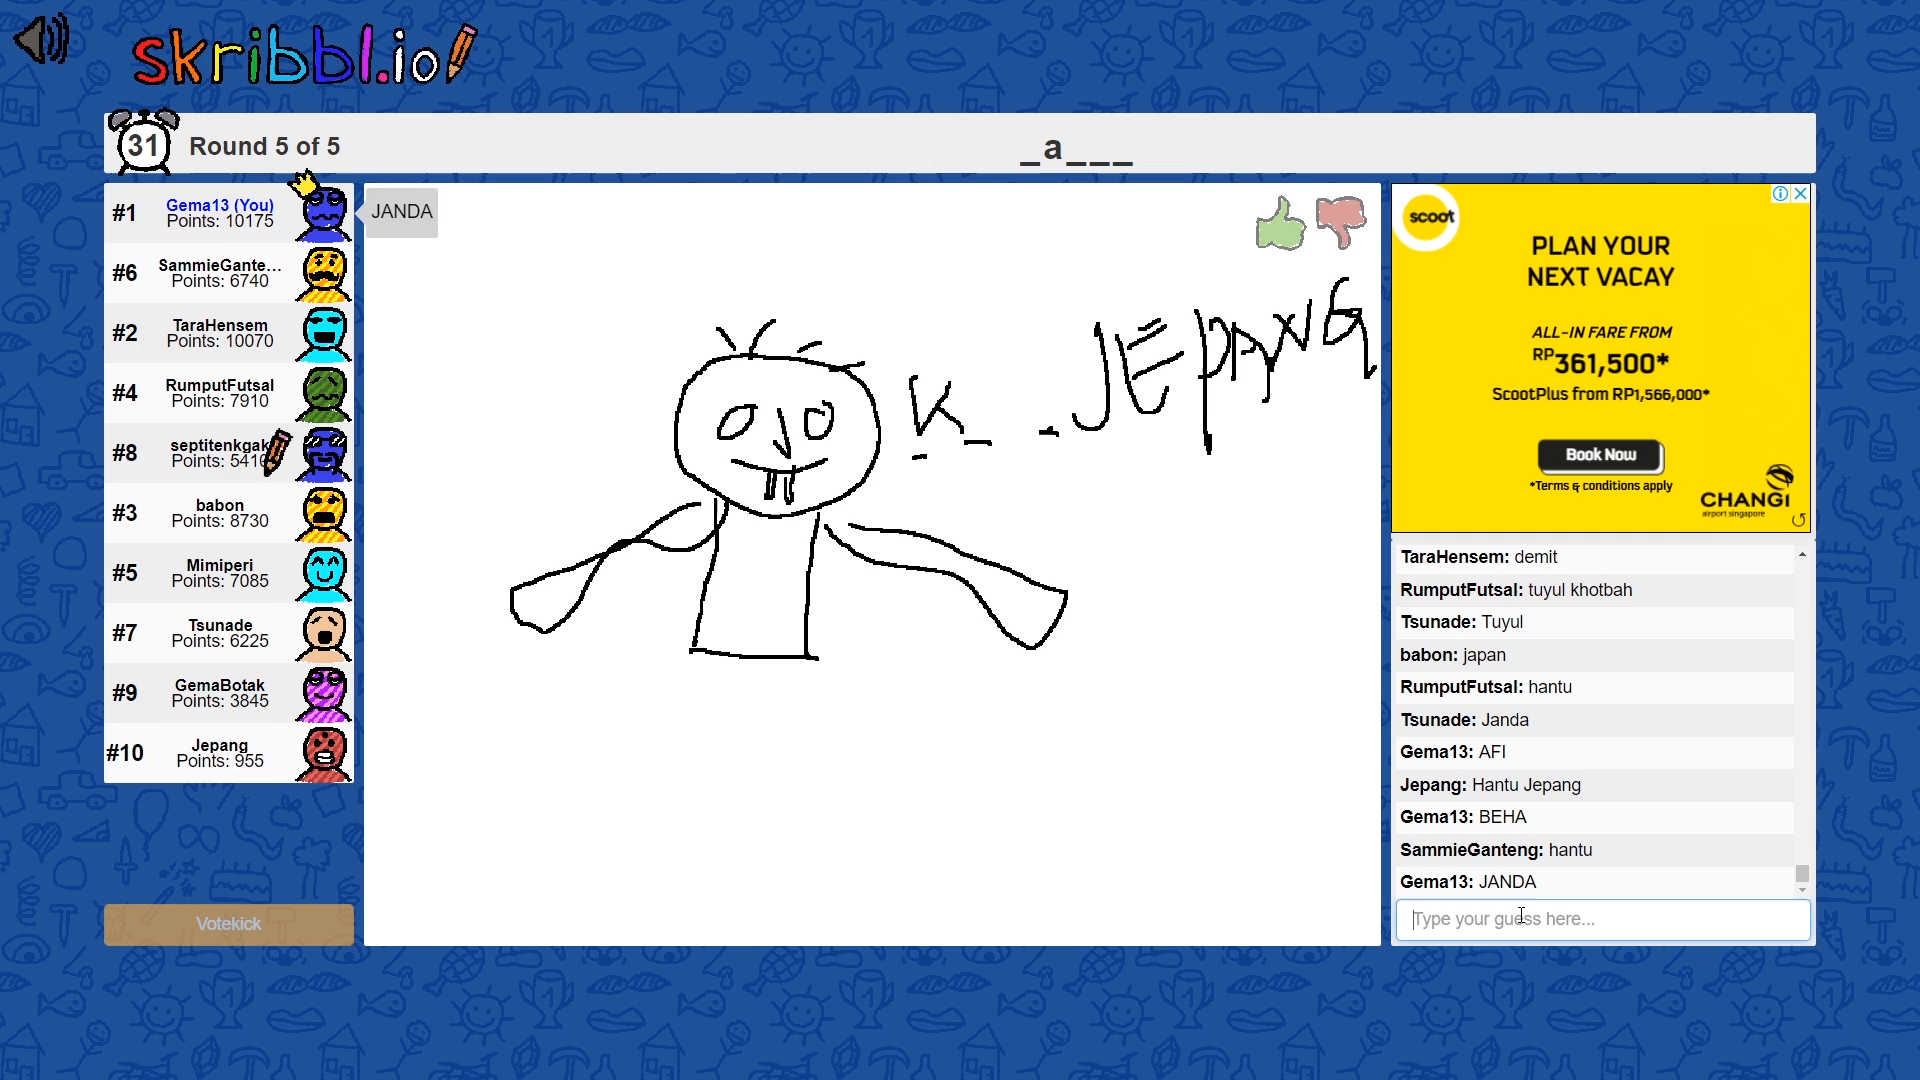 skribbl.io
31
Round 5 of 5
_a___
#1
Gema13 (You)
Points: 10175
#6
SammieGante...
Points: 6740
#2
TaraHensem
Points: 10070
#4
RumputFutsal
Points: 7910
#8
septitenkgak
Points: 5410
#3
babon
Points: 8730
#5
Mimiperi
Points: 7085
#7
Tsunade
Points: 6225
#9
GemaBotak
Points: 3845
#10
Jepang
Points: 955
Votekick
JANDA
K_ _ JEPANG
scoot
PLAN YOUR
NEXT VACAY
ALL-IN FARE FROM
RP361,500*
ScootPlus from RP1,566,000*
Book Now
*Terms & conditions apply
CHANGI
airport singapore
TaraHensem: demit
RumputFutsal: tuyul khotbah
Tsunade: Tuyul
babon: japan
RumputFutsal: hantu
Tsunade: Janda
Gema13: AFI
Jepang: Hantu Jepang
Gema13: BEHA
SammieGanteng: hantu
Gema13: JANDA
Type your guess here...